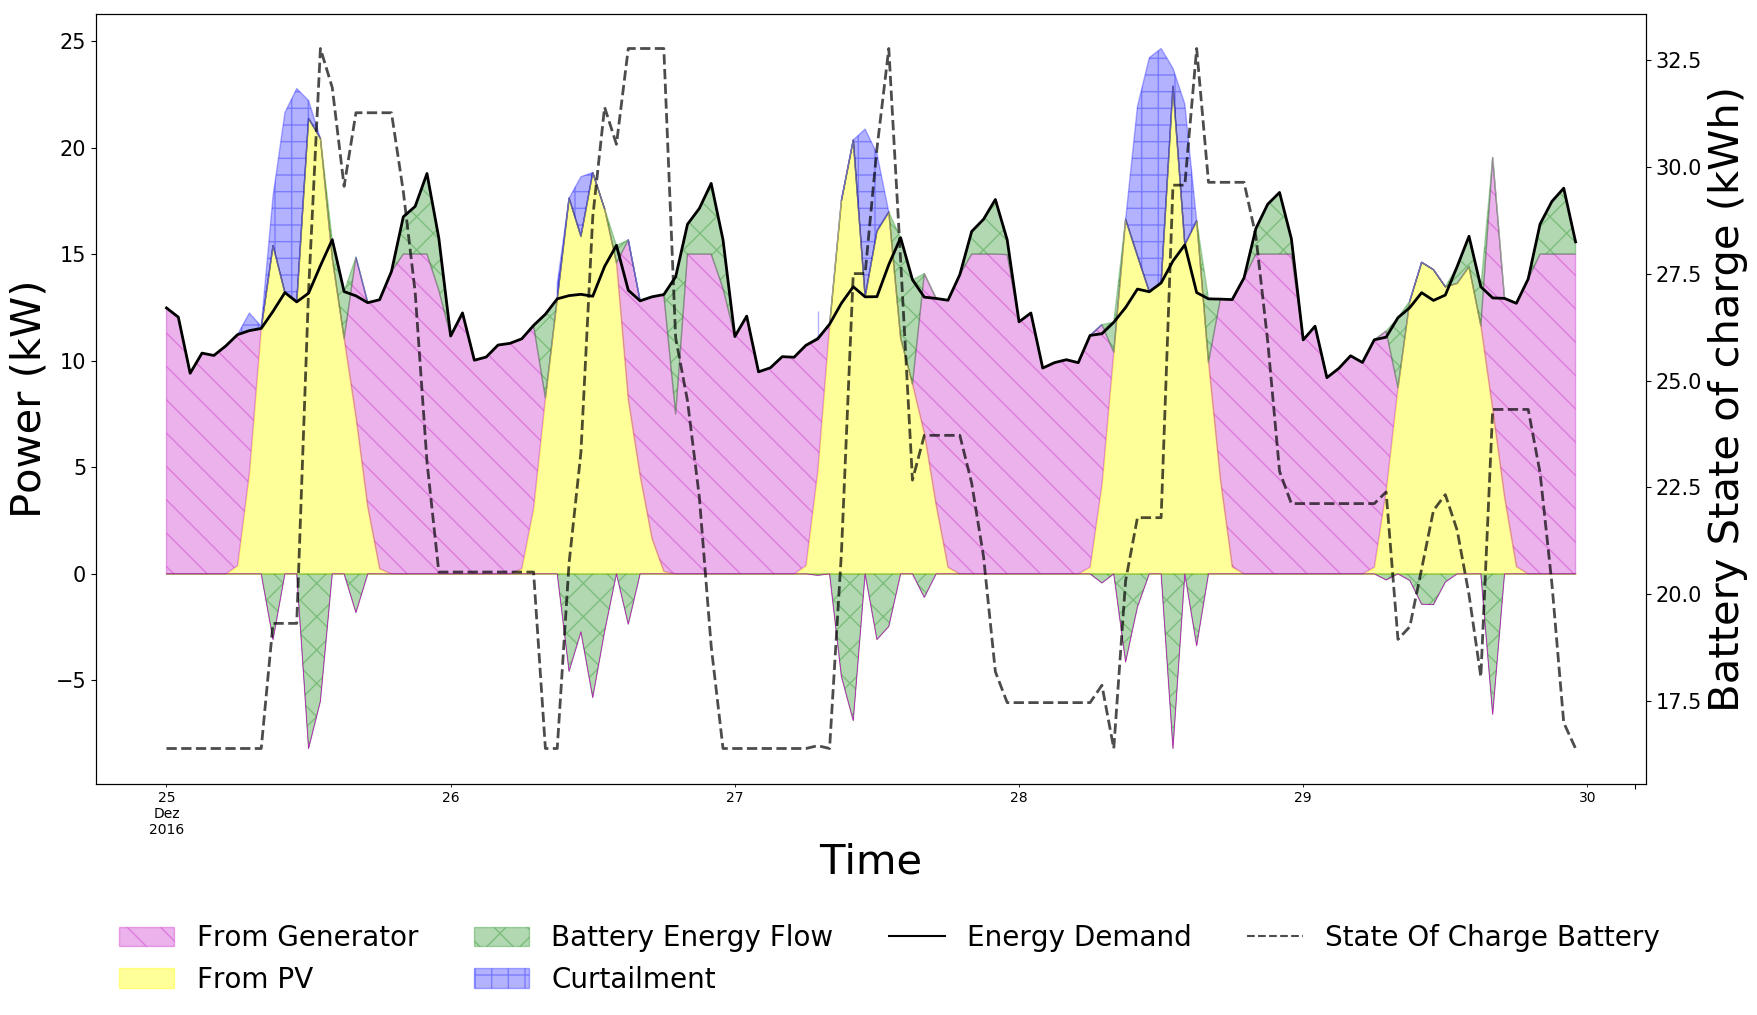 25
20
15
10
5
0
−5
Power (kW)
32.5
30.0
27.5
25.0
22.5
20.0
17.5
Battery State of charge (kWh)
25 26 27 28 29 30
Dez
2016
Time
From Generator Battery Energy Flow Energy Demand State Of Charge Battery
From PV Curtailment